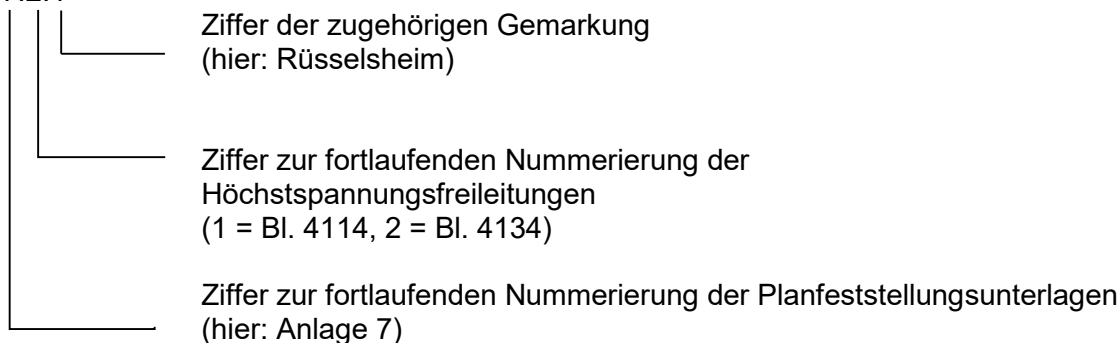 Ziffer der zugehörigen Gemarkung
(hier: Rüsselsheim)
Ziffer zur fortlaufenden Nummerierung der
Höchstspannungsfreileitungen
(1 = Bl. 4114, 2 = Bl. 4134)
Ziffer zur fortlaufenden Nummerierung der Planfeststellungsunterlagen
(hier: Anlage 7)